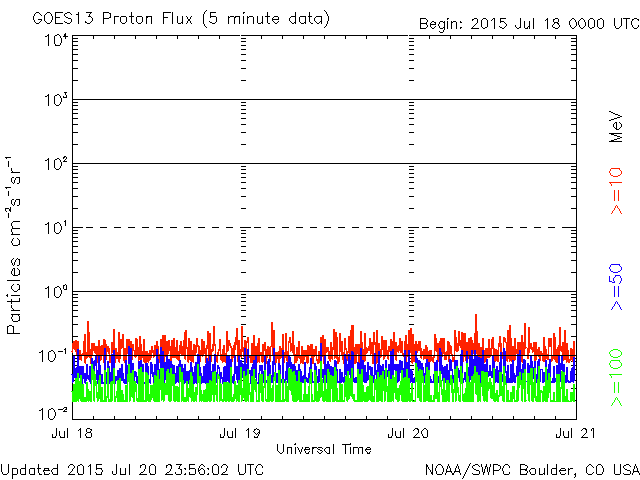 GOES13 Proton Flux (5 minute data)
Begin: 2015 Jul 18 0000 UTC
10⁴
10³
10²
10¹
10⁰
10⁻¹
10⁻²
Particles cm⁻²s⁻¹sr⁻¹
MeV
>=10
>=50
>=100
Jul 18
Jul 19
Jul 20
Jul 21
Universal Time
Updated 2015 Jul 20 23:56:02 UTC
NOAA/SWPC Boulder, CO USA